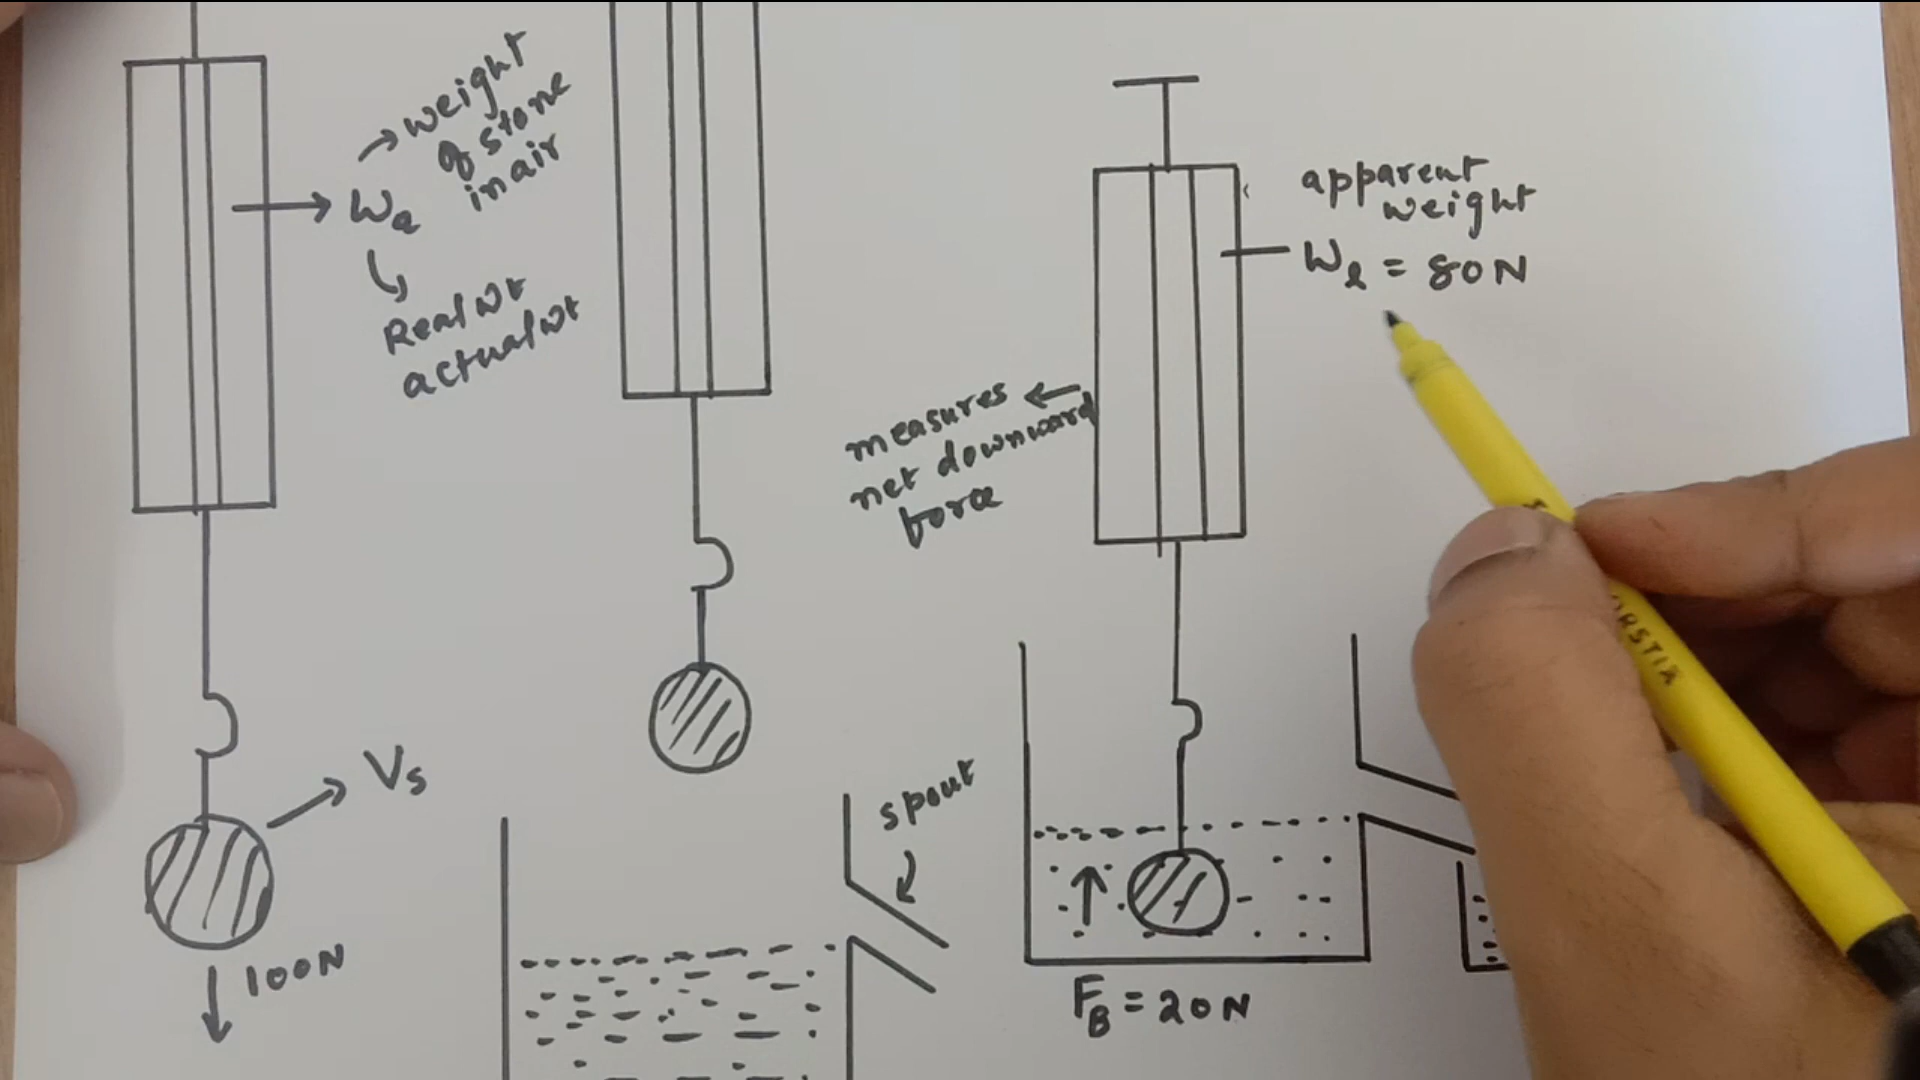 → weight
of stone
in air
Wa
Real wt
actual wt
Vs
100N
spout
measures
net downward
force
apparent
weight
Wl = 80N
FB = 20N
ORSTIX